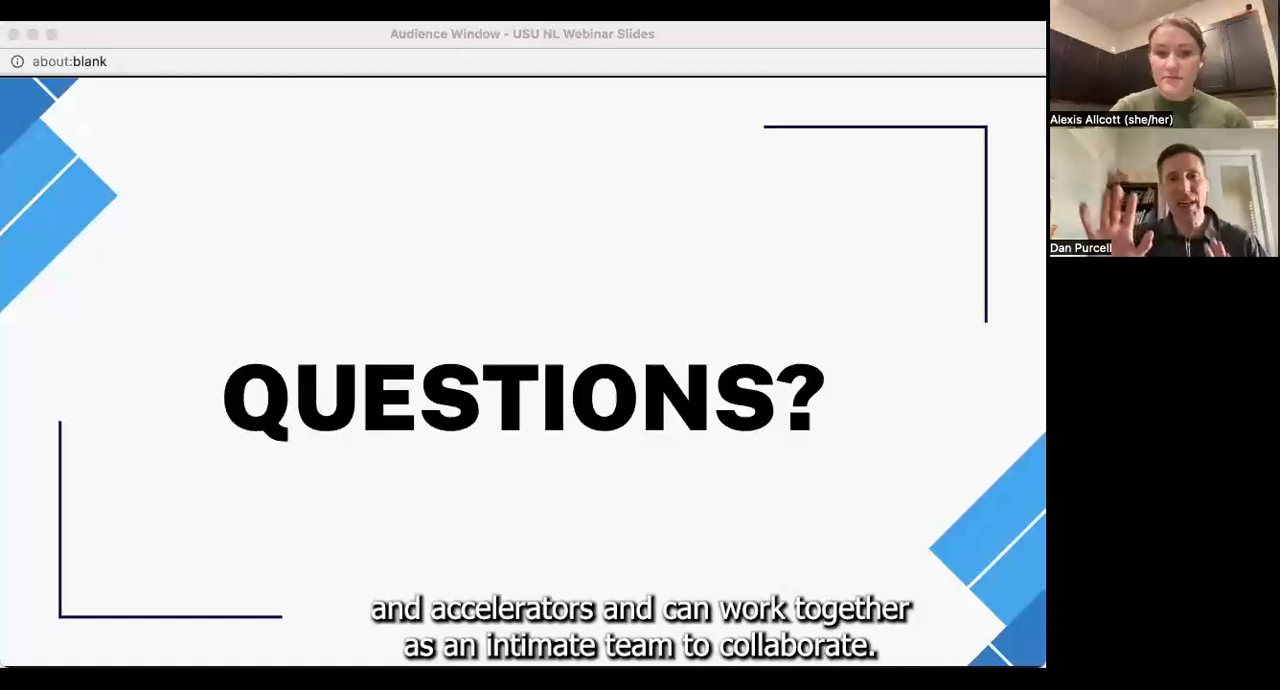 Audience Window - USU NL Webinar Slides
about:blank
Alexis Allcott (she/her)
Dan Purcell
QUESTIONS?
and accelerators and can work together
as an intimate team to collaborate.